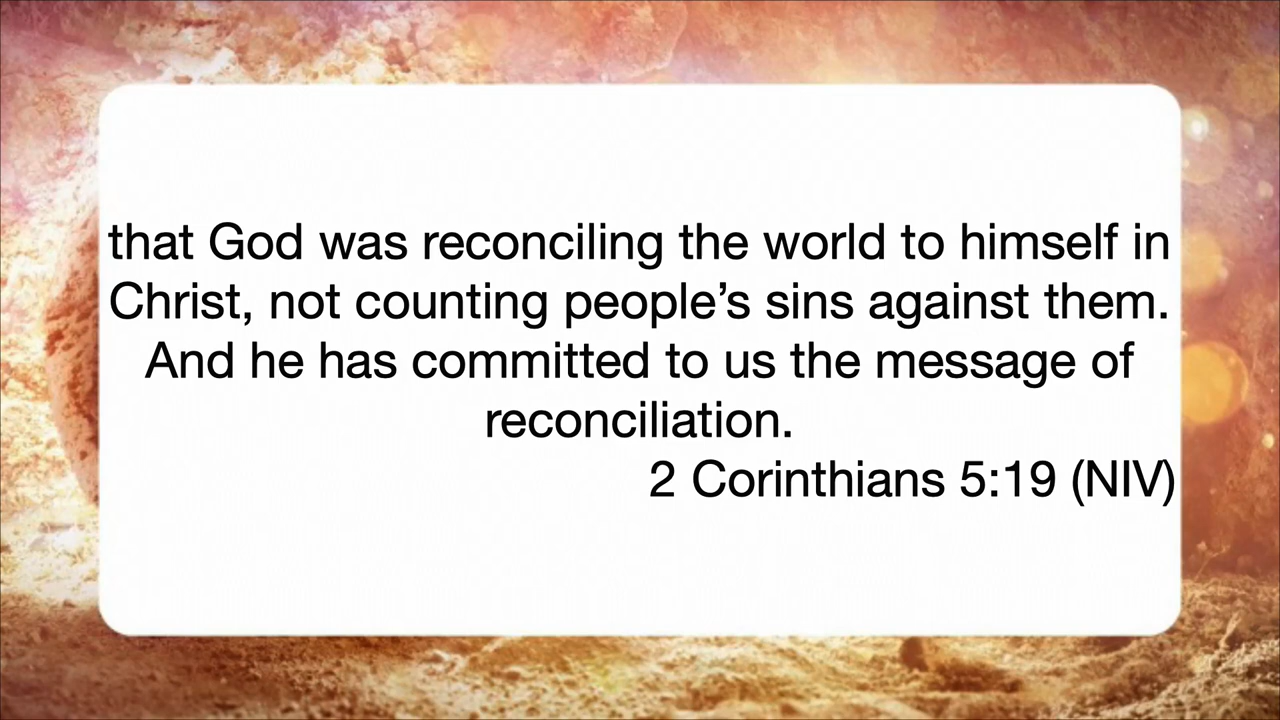 that God was reconciling the world to himself in
Christ, not counting people’s sins against them.
And he has committed to us the message of
reconciliation.
2 Corinthians 5:19 (NIV)